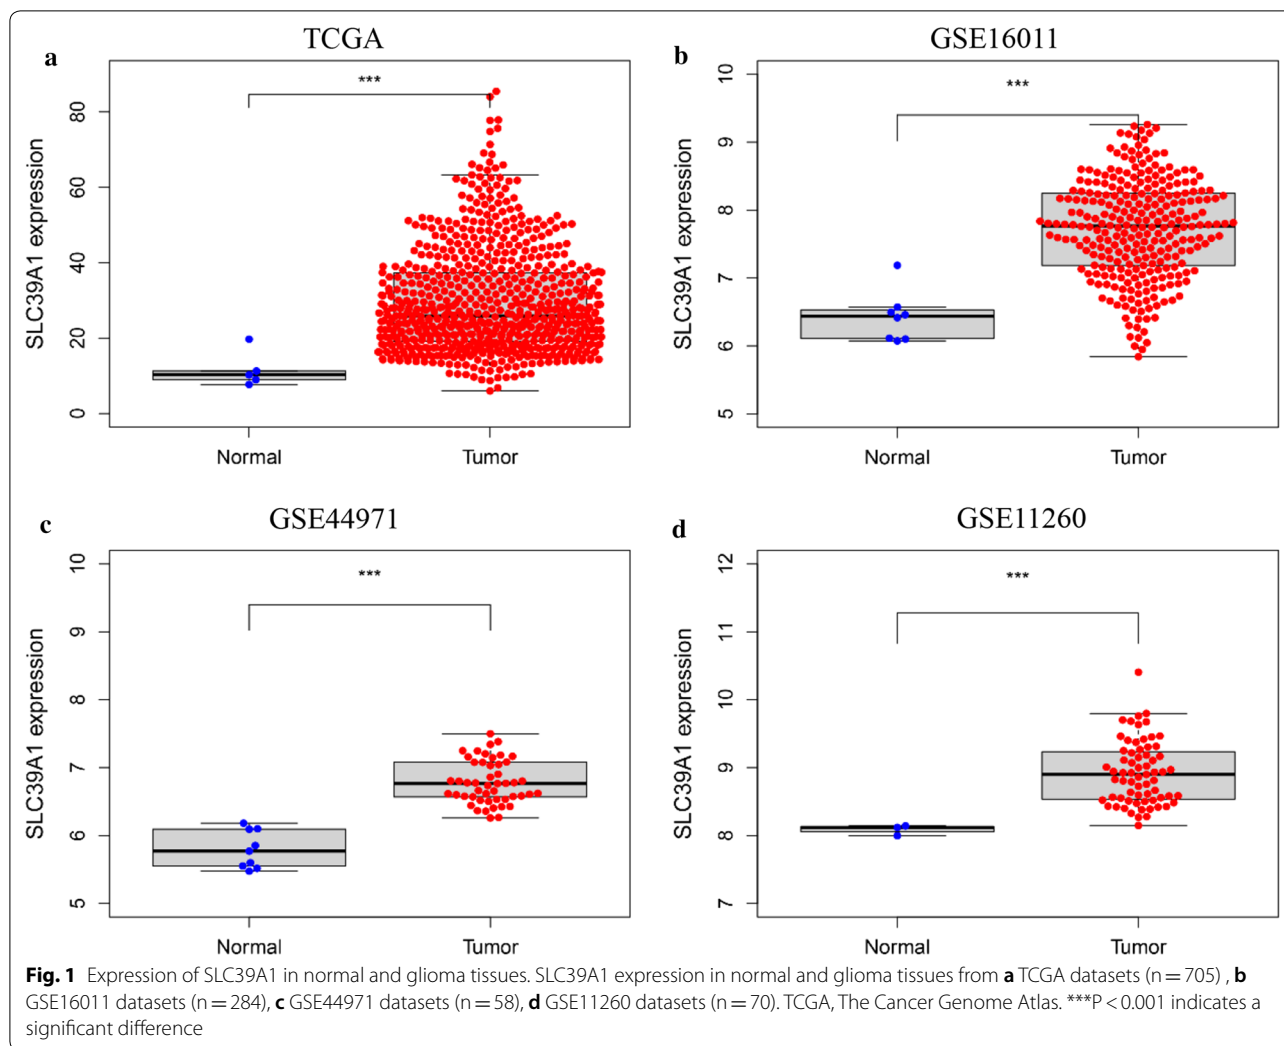 a
TCGA
***
SLC39A1 expression
80
60
40
20
0
Normal
Tumor
b
GSE16011
***
SLC39A1 expression
10
9
8
7
6
5
Normal
Tumor
c
GSE44971
***
SLC39A1 expression
10
9
8
7
6
5
Normal
Tumor
d
GSE11260
***
SLC39A1 expression
12
11
10
9
8
7
Normal
Tumor
Fig. 1 Expression of SLC39A1 in normal and glioma tissues. SLC39A1 expression in normal and glioma tissues from a TCGA datasets (n = 705) , b
GSE16011 datasets (n = 284), c GSE44971 datasets (n = 58), d GSE11260 datasets (n = 70). TCGA, The Cancer Genome Atlas. ***P < 0.001 indicates a
significant difference